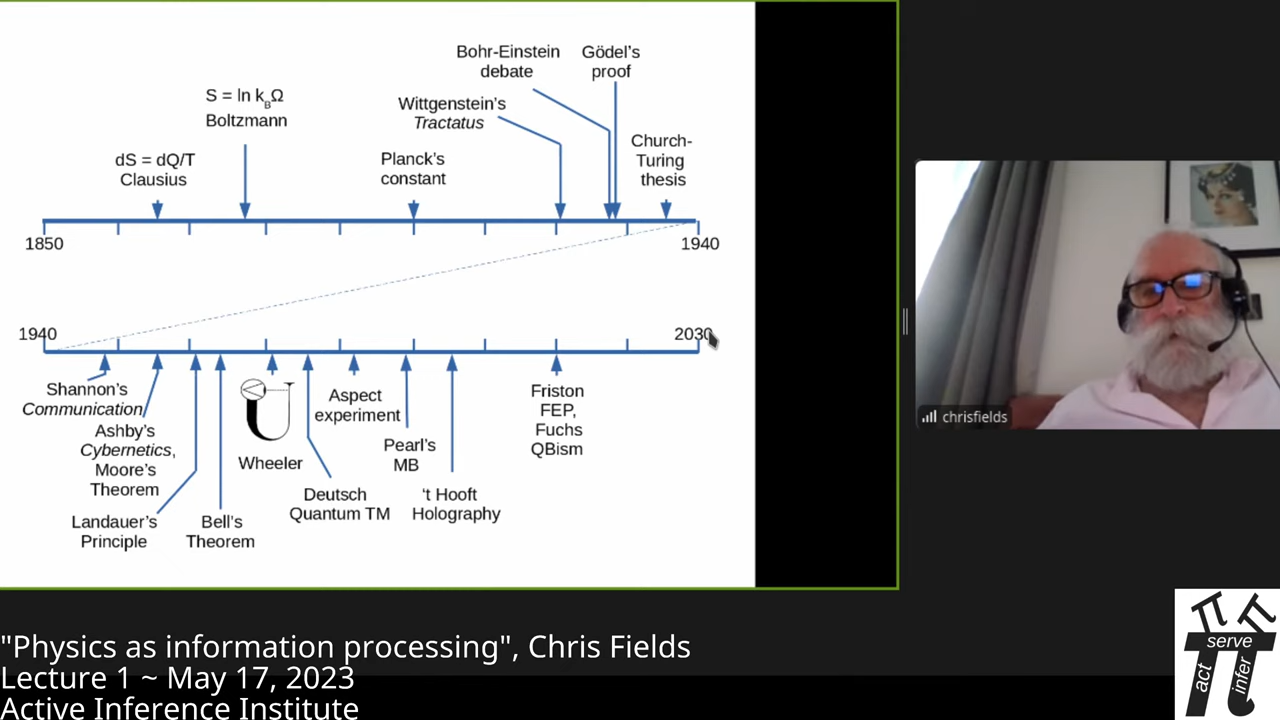 Bohr-Einstein
debate
Gödel's
proof
S = ln k_BΩ
Boltzmann
Wittgenstein's
Tractatus
Church-
Turing
thesis
dS = dQ/T
Clausius
Planck's
constant
1850
1940
1940
2030
Shannon's
Communication
Ashby's
Cybernetics,
Moore's
Theorem
Landauer's
Principle
Bell's
Theorem
Wheeler
Deutsch
Quantum TM
Aspect
experiment
Pearl's
MB
't Hooft
Holography
Friston
FEP,
Fuchs
QBism
chrisfields
"Physics as information processing", Chris Fields
Lecture 1 ~ May 17, 2023
Active Inference Institute
serve
act
infer